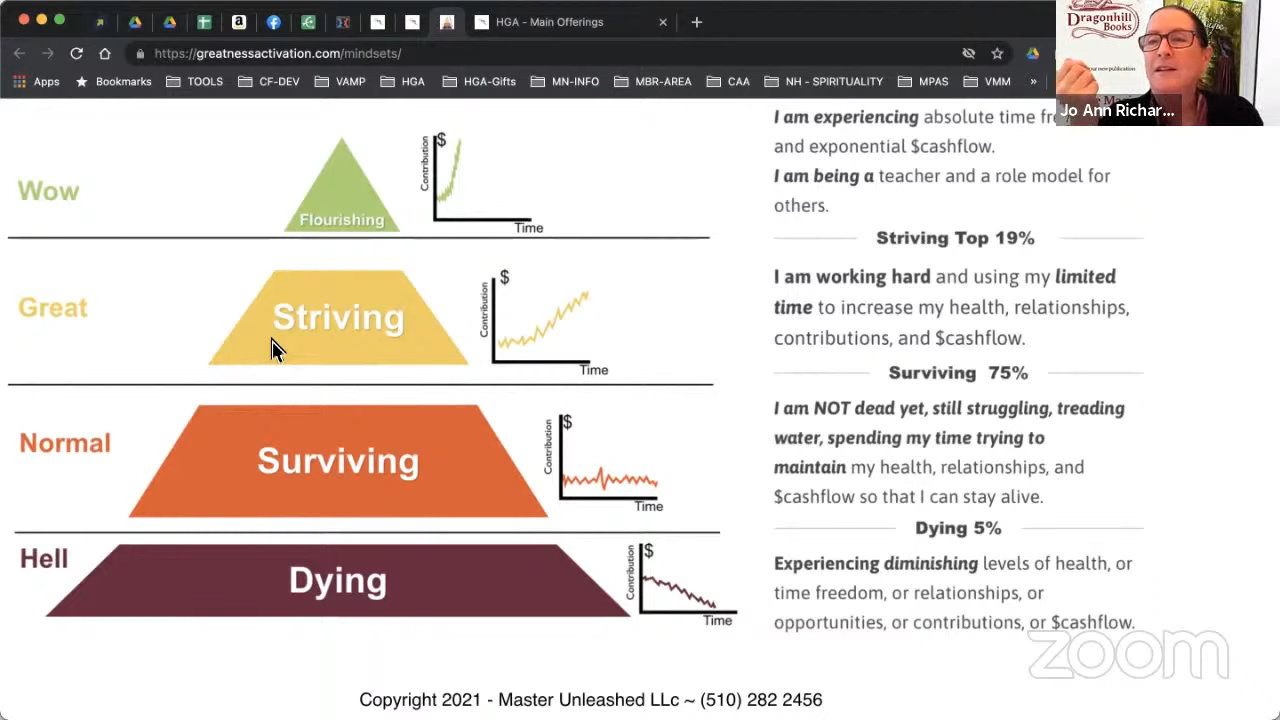 HGA - Main Offerings
https://greatnessactivation.com/mindsets/
Apps
Bookmarks
TOOLS
CF-DEV
MU-AP
HGA-Gifts
MM-INFO
MBR-GA
CAA
NH - SPIRITUALITY
MPAS
VMM
»
Dragonhill
Books
Jo Ann Richar...
Wow
Flourishing
Contribution
$
Time
I am experiencing absolute time
and exponential $cashflow.
I am being a teacher and a role model for
others.
Great
Striving
Contribution
$
Time
Striving Top 19%
I am working hard and using my limited
time to increase my health, relationships,
contributions, and $cashflow.
Normal
Surviving
Contribution
$
Time
Surviving 75%
I am NOT dead yet, still struggling, treading
water, spending my time trying to
maintain my health, relationships, and
$cashflow so that I can stay alive.
Hell
Dying
Contribution
$
Time
Dying 5%
Experiencing diminishing levels of health, or
time freedom, or relationships, or
opportunities, or contributions, or $cashflow.
zoom
Copyright 2021 - Master Unleashed LLc ~ (510) 282 2456